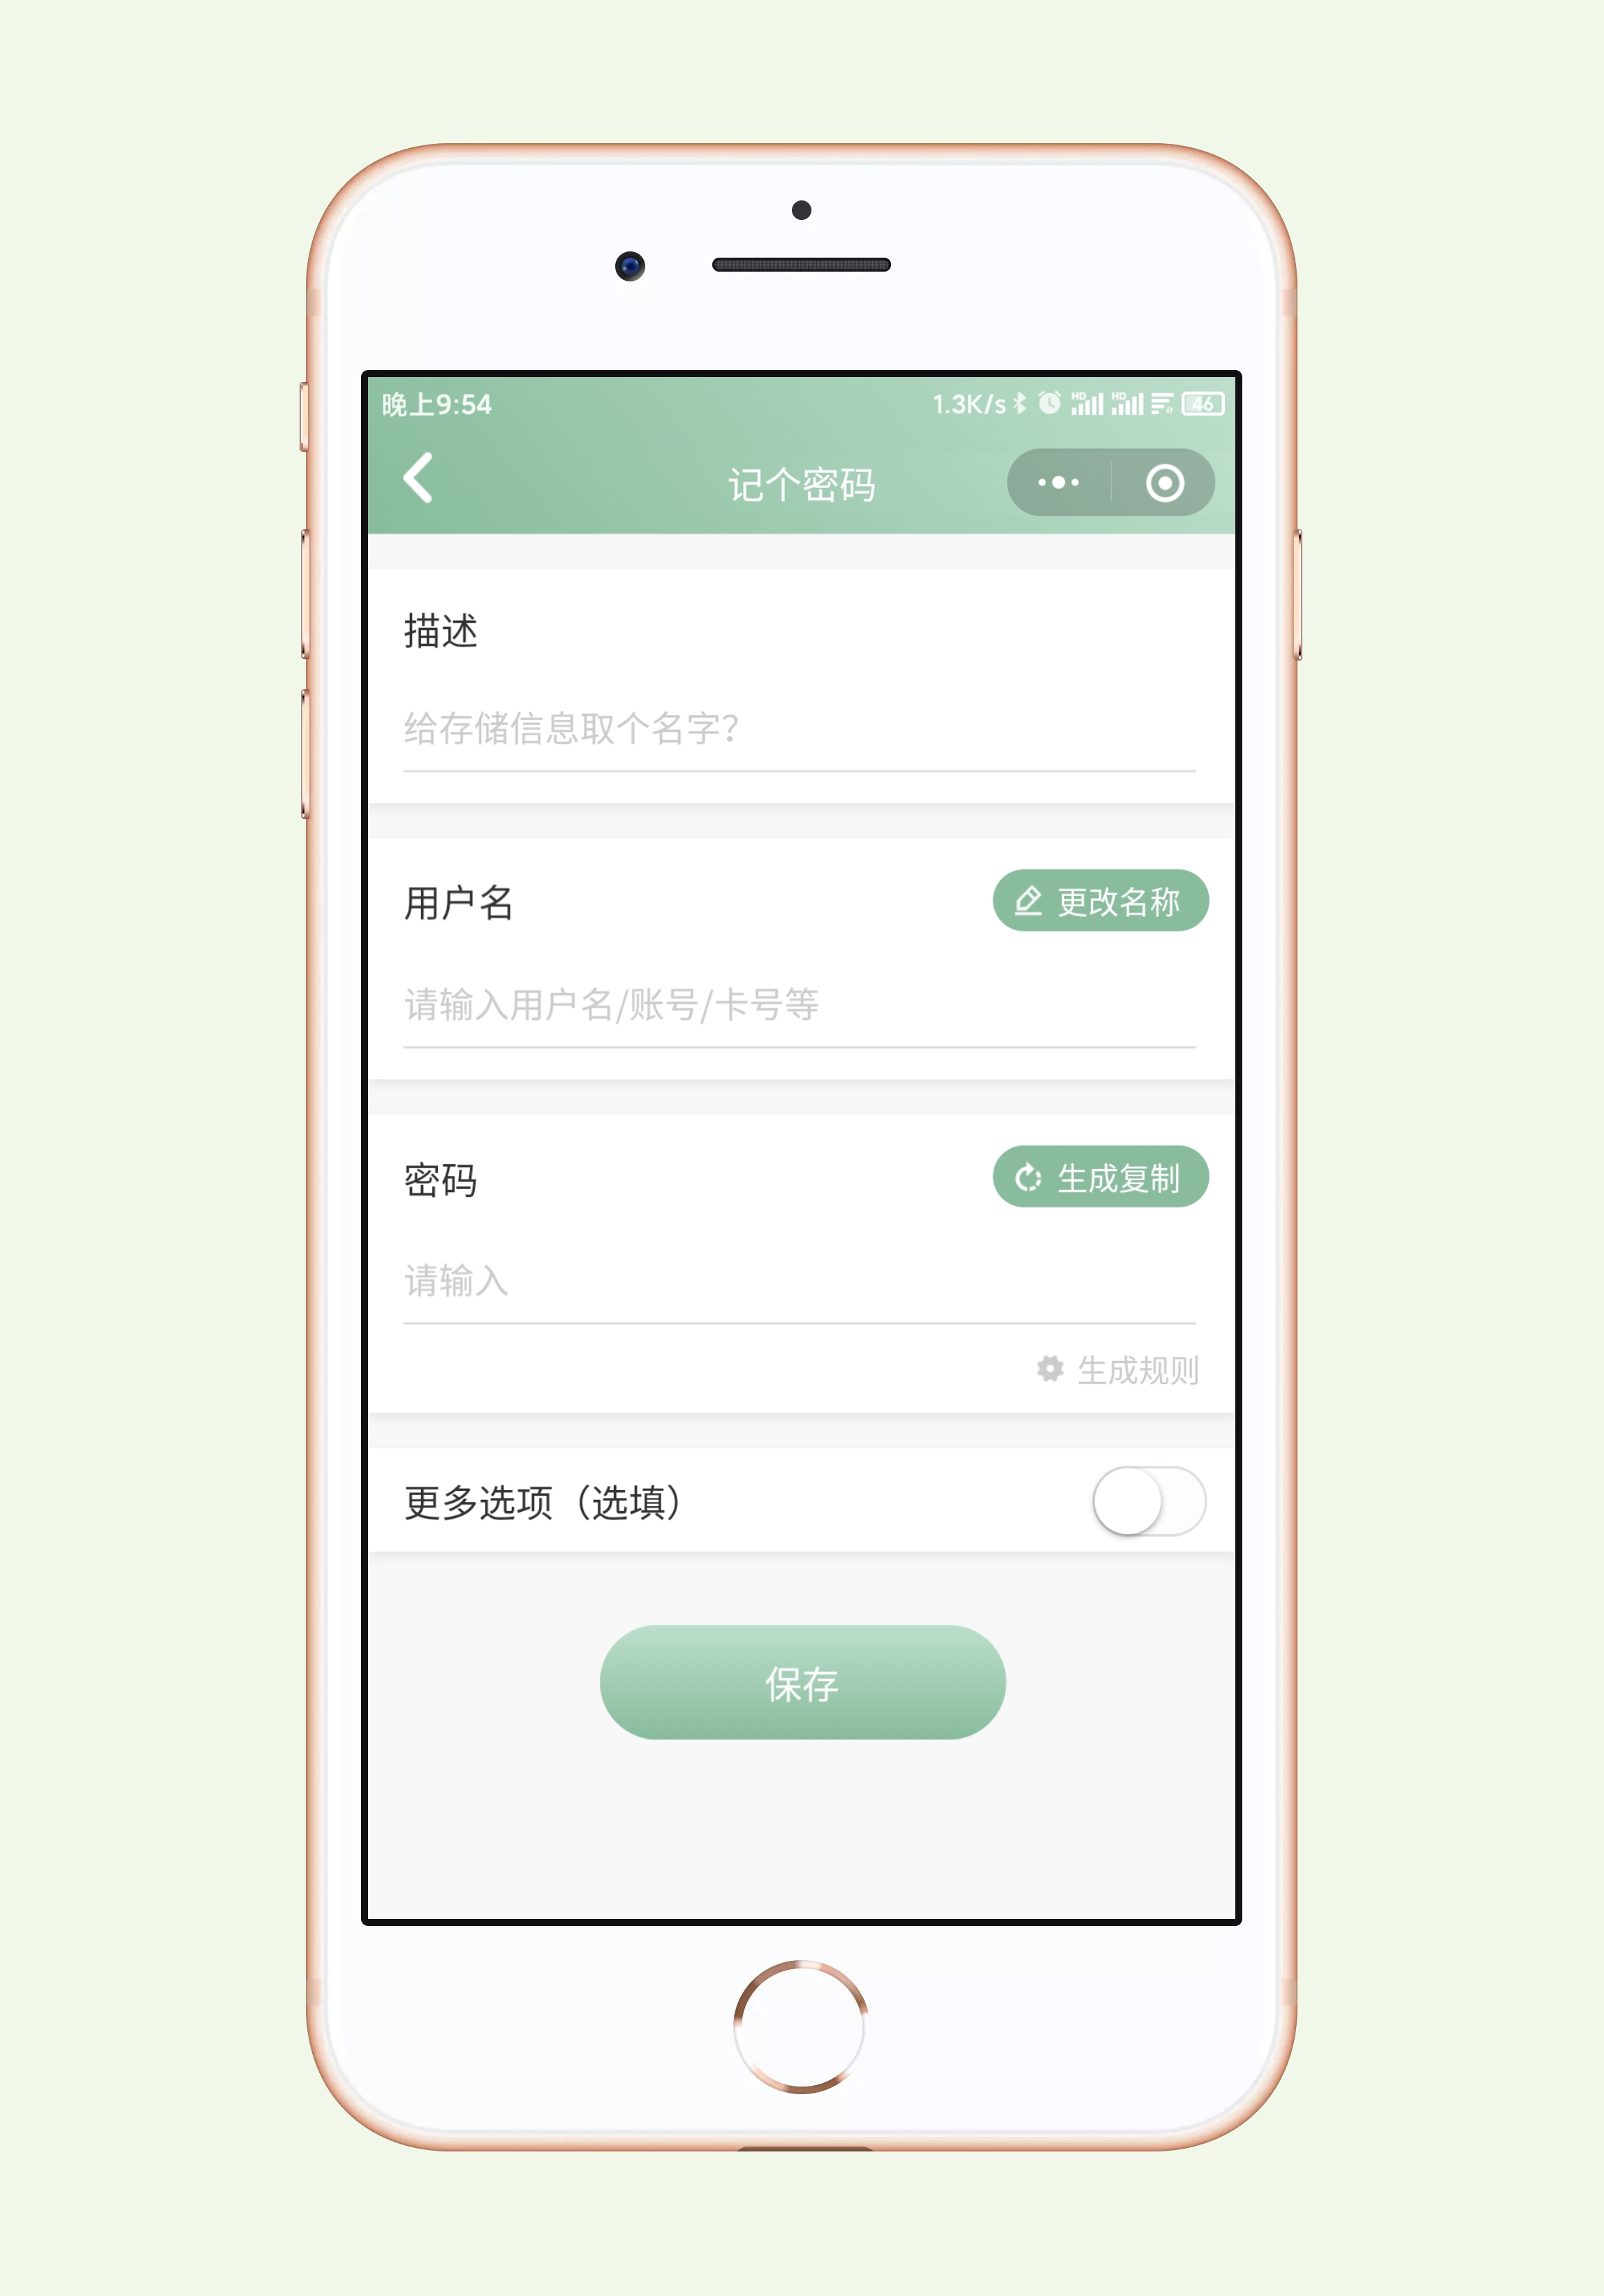 晚上9:54 1.3K/s HD HD 46
记个密码
描述
给存储信息取个名字?
用户名 更改名称
请输入用户名/账号/卡号等
密码 生成复制
请输入
生成规则
更多选项（选填）
保存